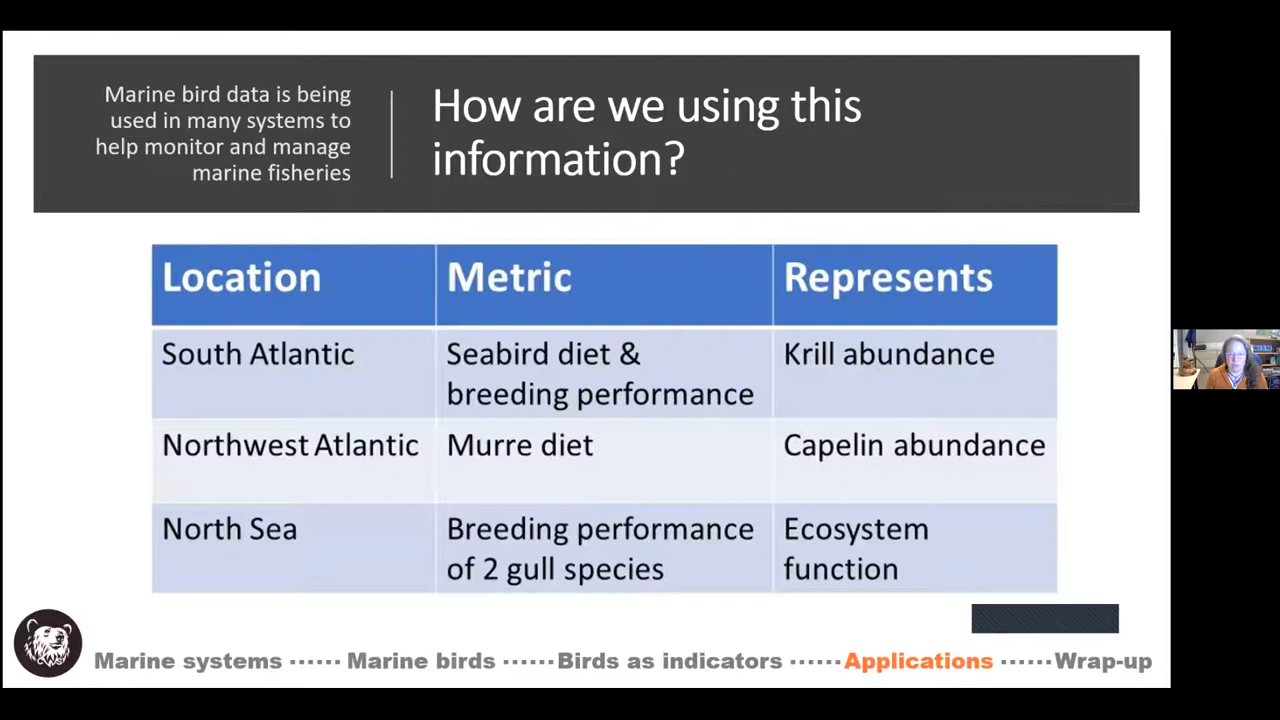 Marine bird data is being
used in many systems to
help monitor and manage
marine fisheries
How are we using this
information?
Location Metric Represents
South Atlantic Seabird diet & Krill abundance
breeding performance
Northwest Atlantic Murre diet Capelin abundance
North Sea Breeding performance Ecosystem
of 2 gull species function
Marine systems ...... Marine birds ...... Birds as indicators ...... Applications ...... Wrap-up